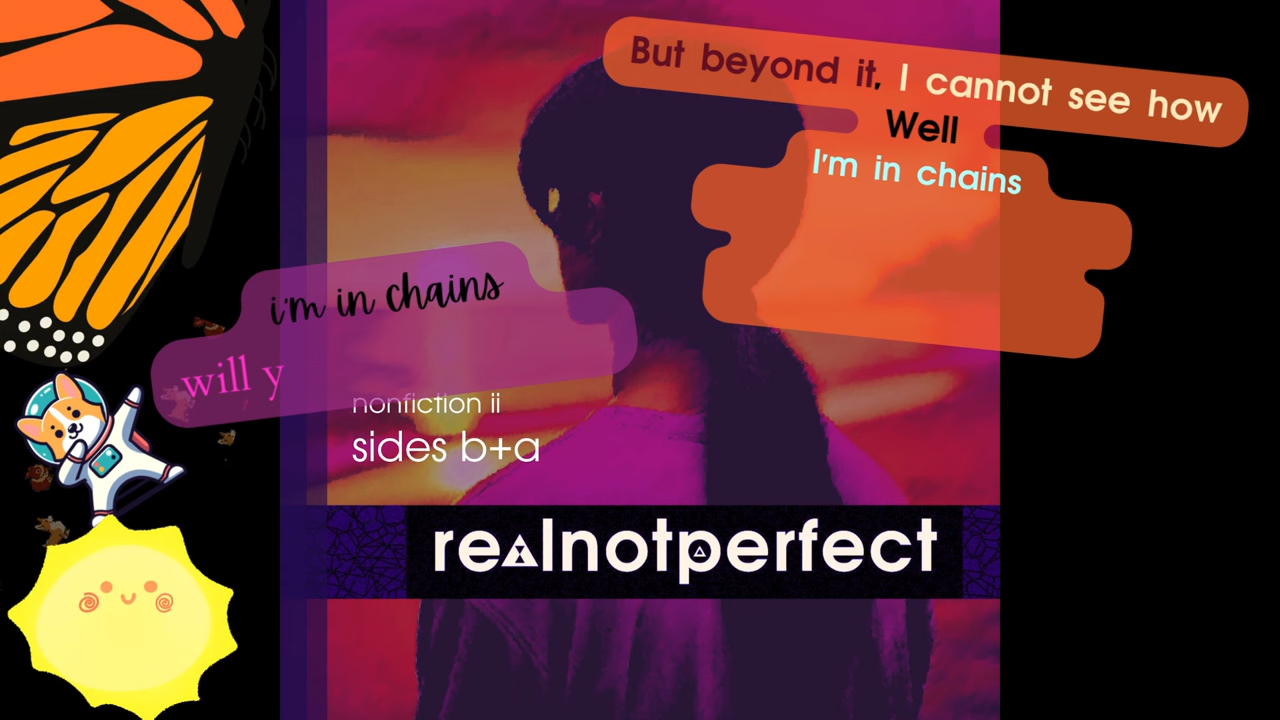 But beyond it, I cannot see how
Well
I'm in chains
i'm in chains
will y
nonfiction ii
sides b+a
realnotperfect